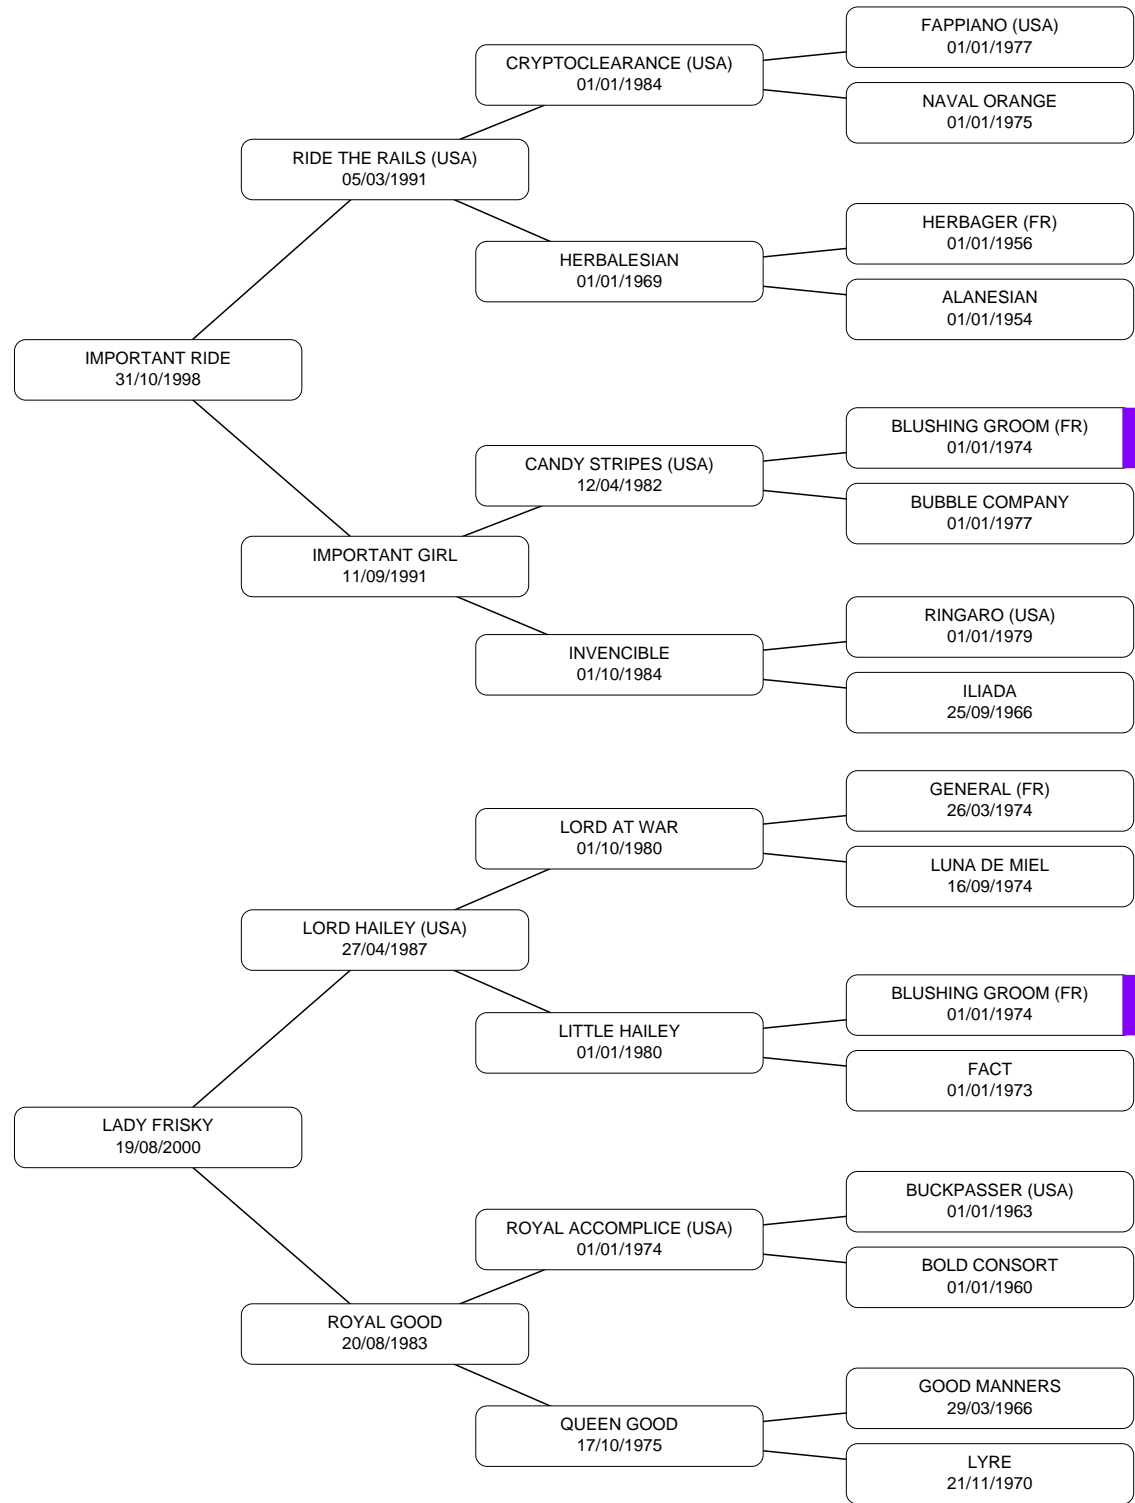 FAPPIANO (USA)
01/01/1977
CRYPTOCLEARANCE (USA)
01/01/1984
NAVAL ORANGE
01/01/1975
RIDE THE RAILS (USA)
05/03/1991
HERBAGER (FR)
01/01/1956
HERBALESIAN
01/01/1969
ALANESIAN
01/01/1954
IMPORTANT RIDE
31/10/1998
BLUSHING GROOM (FR)
01/01/1974
CANDY STRIPES (USA)
12/04/1982
BUBBLE COMPANY
01/01/1977
IMPORTANT GIRL
11/09/1991
RINGARO (USA)
01/01/1979
INVENCIBLE
01/10/1984
ILIADA
25/09/1966
GENERAL (FR)
26/03/1974
LORD AT WAR
01/10/1980
LUNA DE MIEL
16/09/1974
LORD HAILEY (USA)
27/04/1987
BLUSHING GROOM (FR)
01/01/1974
LITTLE HAILEY
01/01/1980
FACT
01/01/1973
LADY FRISKY
19/08/2000
BUCKPASSER (USA)
01/01/1963
ROYAL ACCOMPLICE (USA)
01/01/1974
BOLD CONSORT
01/01/1960
ROYAL GOOD
20/08/1983
GOOD MANNERS
29/03/1966
QUEEN GOOD
17/10/1975
LYRE
21/11/1970